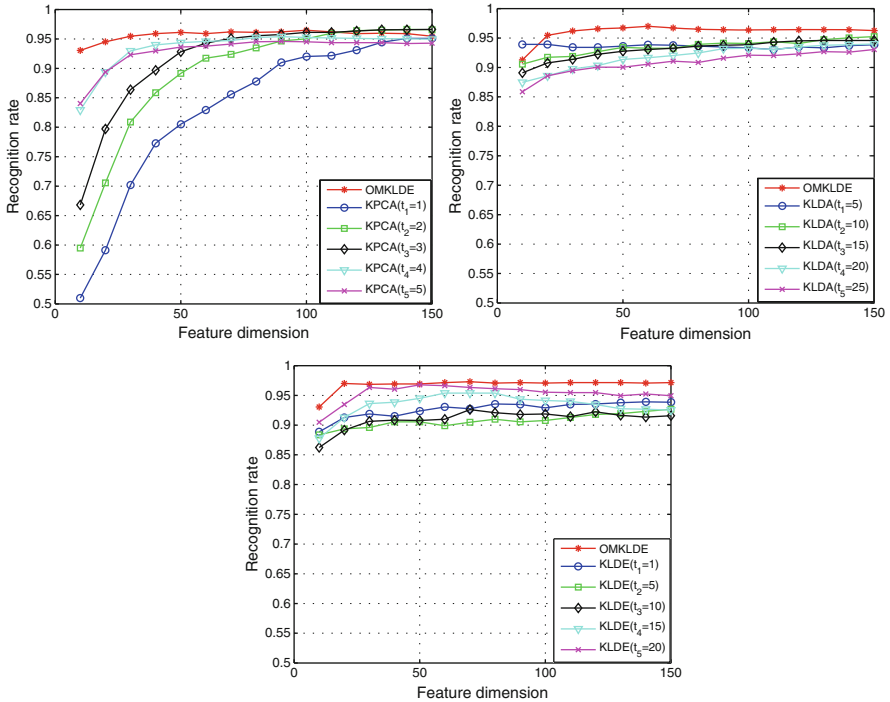 1
0.95
0.9
0.85
0.8
0.75
0.7
0.65
0.6
0.55
0.5
0
50
100
150
Recognition rate
Feature dimension
OMKLDE
KPCA(t1=1)
KPCA(t2=2)
KPCA(t3=3)
KPCA(t4=4)
KPCA(t5=5)
1
0.95
0.9
0.85
0.8
0.75
0.7
0.65
0.6
0.55
0.5
0
50
100
150
Recognition rate
Feature dimension
OMKLDE
KLDA(t1=5)
KLDA(t2=10)
KLDA(t3=15)
KLDA(t4=20)
KLDA(t5=25)
1
0.95
0.9
0.85
0.8
0.75
0.7
0.65
0.6
0.55
0.5
0
50
100
150
Recognition rate
Feature dimension
OMKLDE
KLDE(t1=1)
KLDE(t2=5)
KLDE(t3=10)
KLDE(t4=15)
KLDE(t5=20)